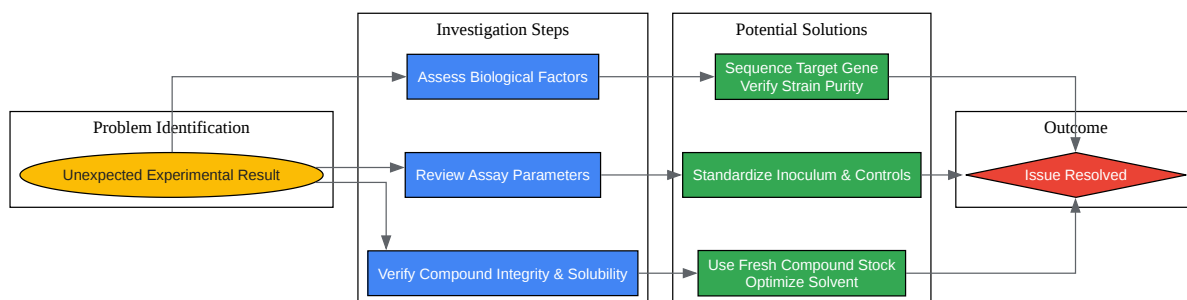 Problem Identification
Unexpected Experimental Result
Investigation Steps
Assess Biological Factors
Review Assay Parameters
Verify Compound Integrity & Solubility
Potential Solutions
Sequence Target Gene
Verify Strain Purity
Standardize Inoculum & Controls
Use Fresh Compound Stock
Optimize Solvent
Outcome
Issue Resolved